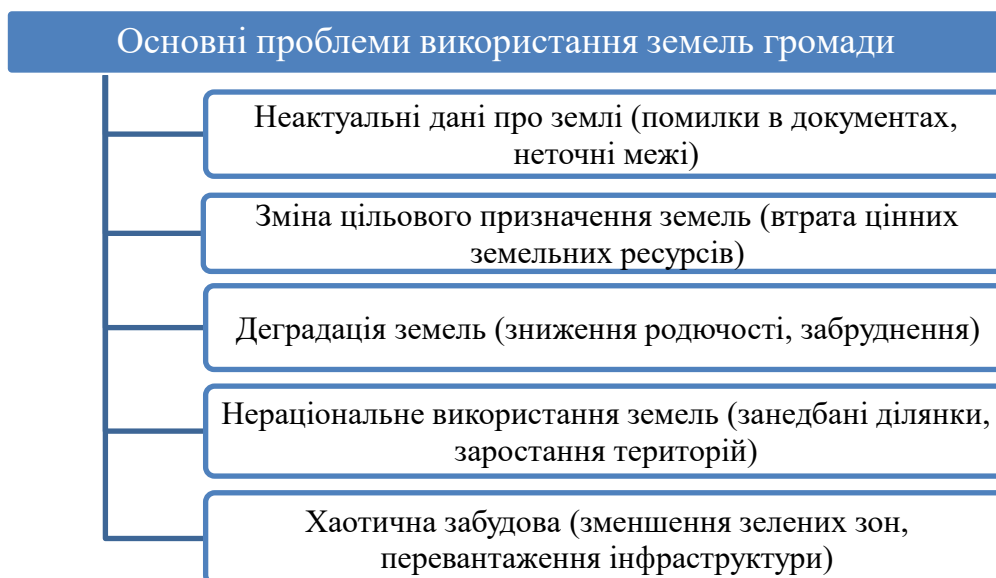 Основні проблеми використання земель громади
Неактуальні дані про землі (помилки в документах,
неточні межі)
Зміна цільового призначення земель (втрата цінних
земельних ресурсів)
Деградація земель (зниження родючості, забруднення)
Нераціональне використання земель (занедбані ділянки,
заростання територій)
Хаотична забудова (зменшення зелених зон,
перевантаження інфраструктури)